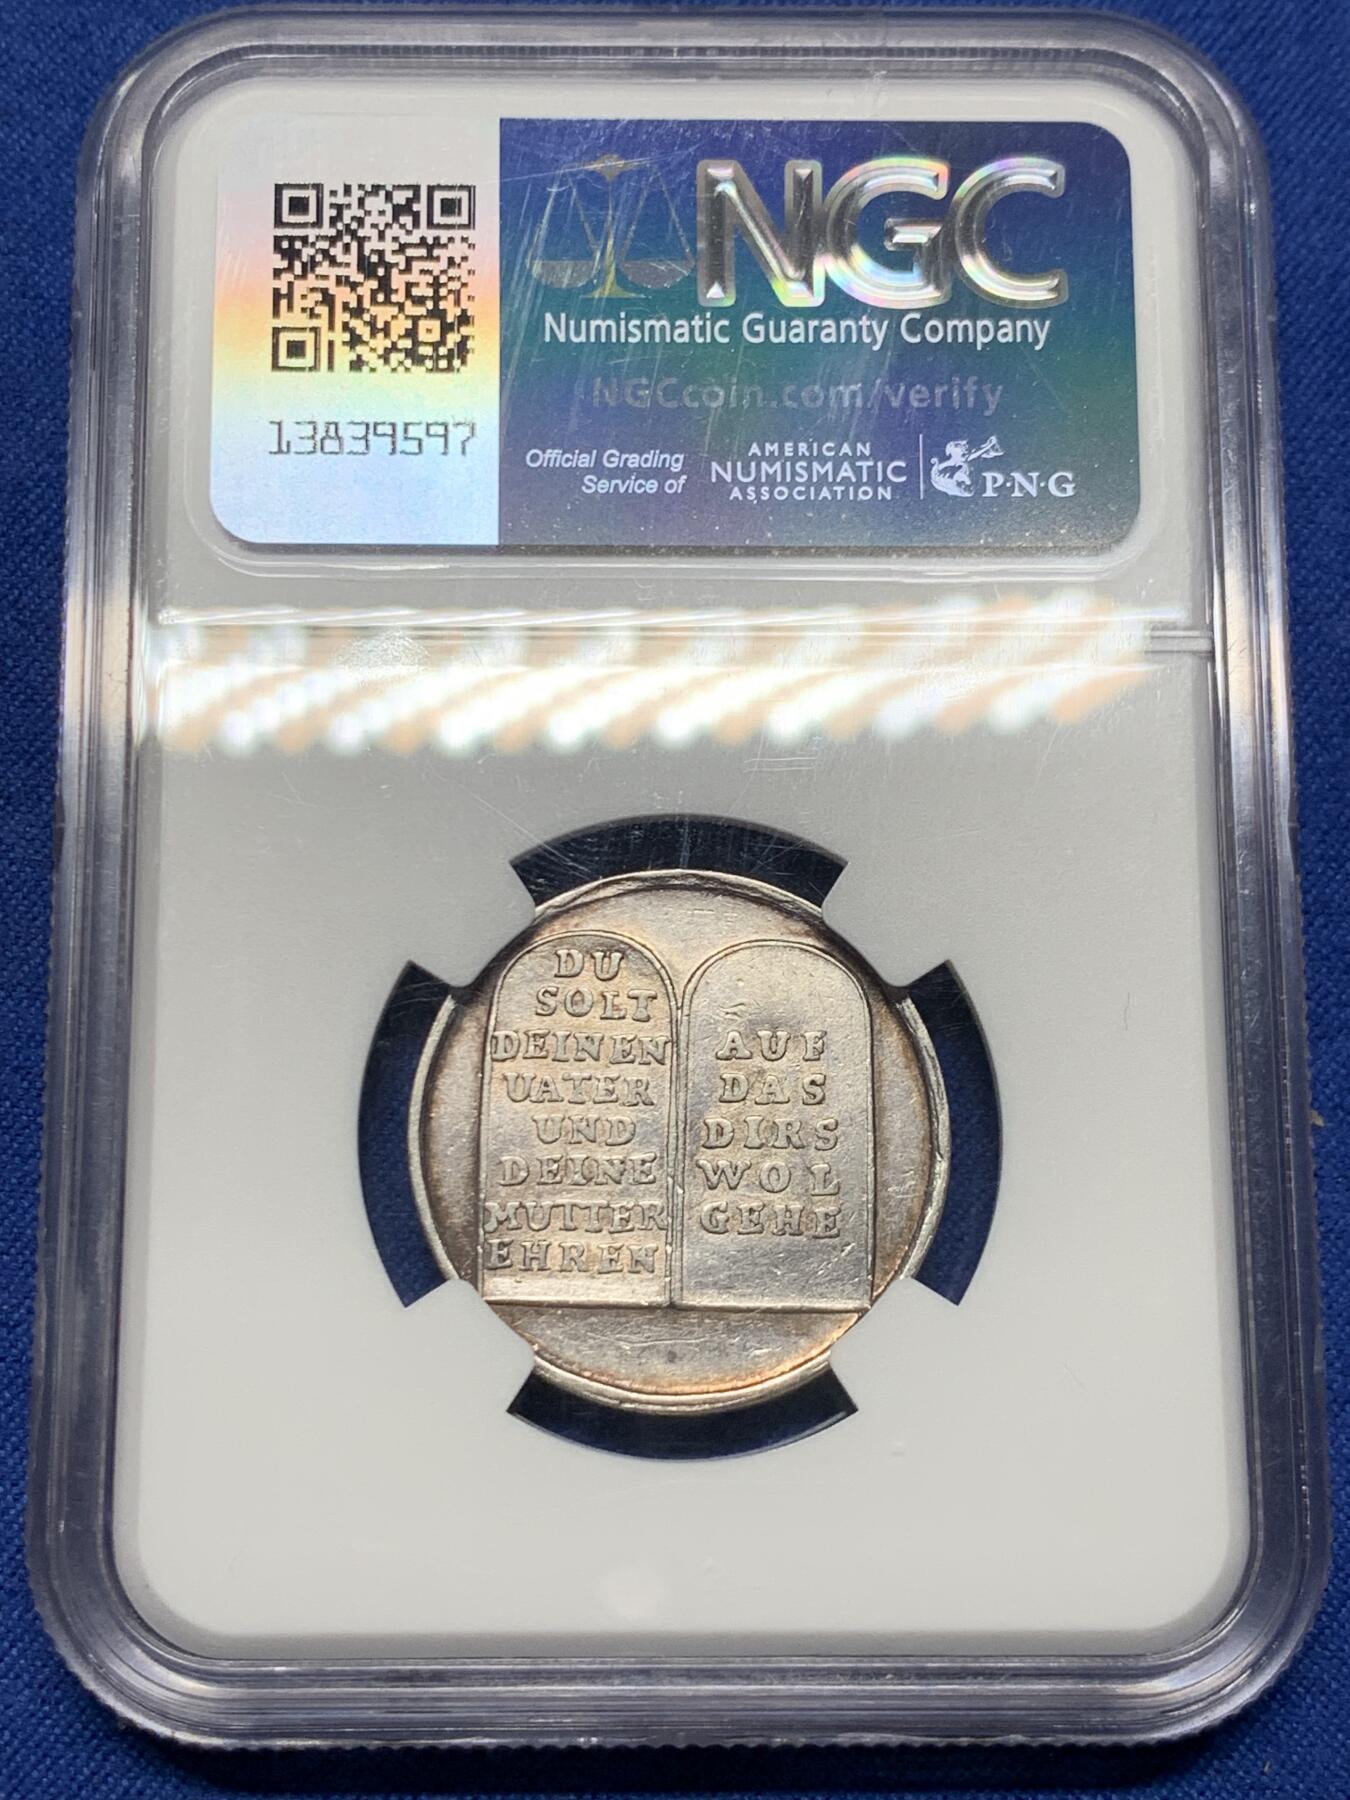 NGC
Numismatic Guaranty Company
NGCcoin.com/verify
13839597
Official Grading
Service of
AMERICAN
NUMISMATIC
ASSOCIATION
P·N·G
DU
SOLT
DEINEN
UATER
UND
DEINE
MUTTER
EHREN
AUF
DAS
DIRS
WOL
GEHE